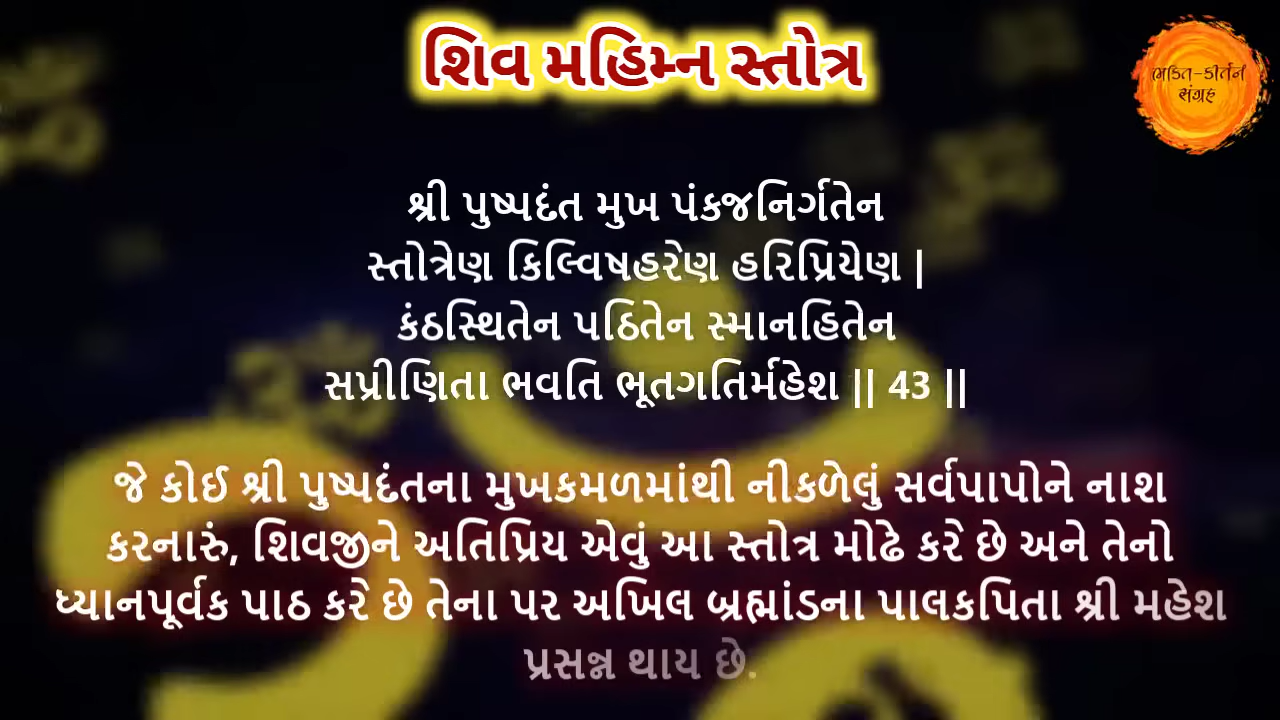 શિવ મહિમ્ન સ્તોત્ર
ભક્તિ-કીર્તન
સંગ્રહ
શ્રી પુષ્પદંત મુખ પંકજનિર્ગતેન
સ્તોત્રેણ કિલ્વિષહરેણ હરિપ્રિયેણ |
કંઠસ્થિતેન પઠિતેન સ્માનહિતેન
સપ્રીણિતા ભવતિ ભૂતગતિર્મહેશ || 43 ||
જે કોઈ શ્રી પુષ્પદંતના મુખકમળમાંથી નીકળેલું સર્વપાપોને નાશ
કરનારું, શિવજીને અતિપ્રિય એવું આ સ્તોત્ર મોઢે કરે છે અને તેનો
ધ્યાનપૂર્વક પાઠ કરે છે તેના પર અખિલ બ્રહ્માંડના પાલકપિતા શ્રી મહેશ
પ્રસન્ન થાય છે.